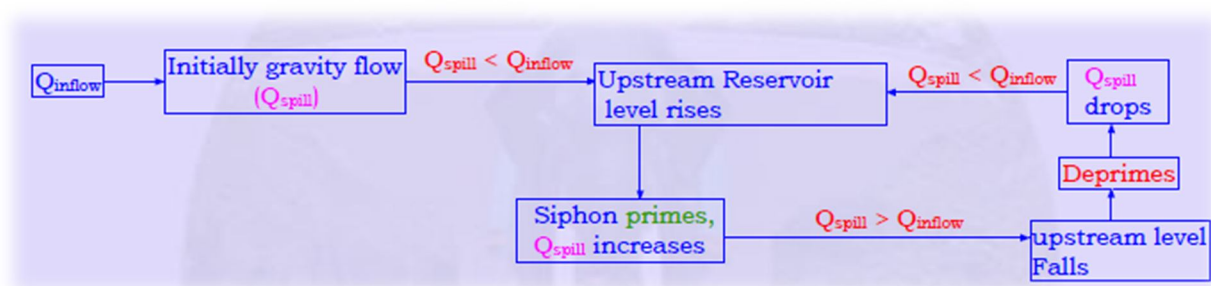 Qinflow
Initially gravity flow
(Qspill)
Qspill < Qinflow
Upstream Reservoir
level rises
Qspill < Qinflow
Qspill
drops
Deprimes
Siphon primes,
Qspill increases
Qspill > Qinflow
upstream level
Falls